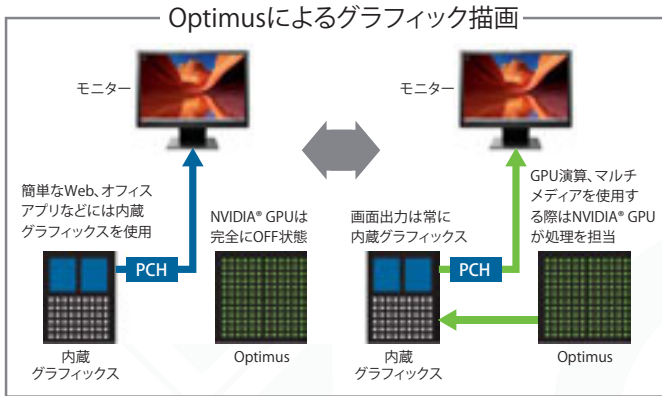 Optimusによるグラフィック描画
モニター
簡単なWeb、オフィス
アプリなどには内蔵
グラフィックスを使用
NVIDIA® GPUは
完全にOFF状態
PCH
内蔵
グラフィックス
Optimus
モニター
画面出力は常に
内蔵グラフィックス
GPU演算、マルチ
メディアを使用す
る際はNVIDIA® GPU
が処理を担当
PCH
内蔵
グラフィックス
Optimus